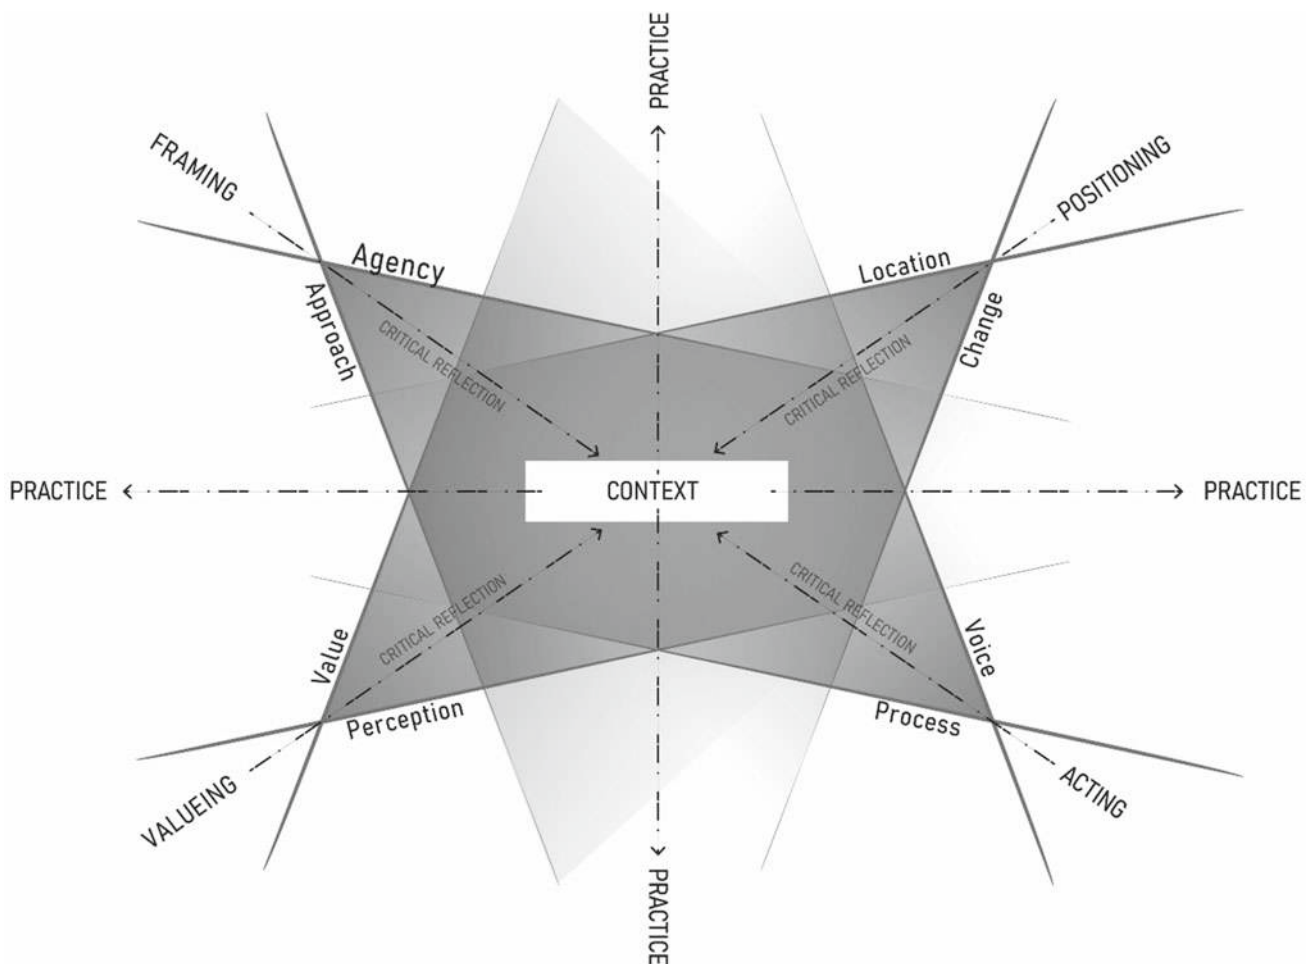 PRACTICE
FRAMING
POSITIONING
Agency
Location
Approach
Change
CRITICAL REFLECTION
CRITICAL REFLECTION
PRACTICE
CONTEXT
PRACTICE
CRITICAL REFLECTION
CRITICAL REFLECTION
Value
Voice
Perception
Process
VALUEING
ACTING
PRACTICE